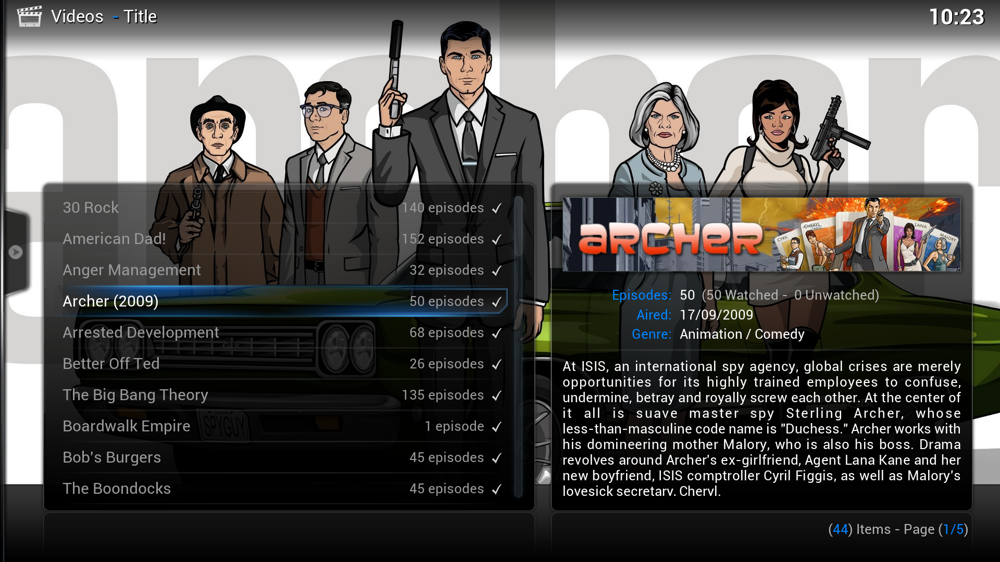 Videos - Title
10:23
30 Rock 140 episodes ✓
American Dad! 152 episodes ✓
Anger Management 32 episodes ✓
Archer (2009) 50 episodes ✓
Arrested Development 68 episodes ✓
Better Off Ted 26 episodes ✓
The Big Bang Theory 135 episodes ✓
Boardwalk Empire 1 episode ✓
Bob's Burgers 45 episodes ✓
The Boondocks 45 episodes ✓
GTX
SPYGUY
ARCHER
CYRIL
CHERYL
LANA
MALORY
Episodes: 50 (50 Watched - 0 Unwatched)
Aired: 17/09/2009
Genre: Animation / Comedy
At ISIS, an international spy agency, global crises are merely
opportunities for its highly trained employees to confuse,
undermine, betray and royally screw each other. At the center of
it all is suave master spy Sterling Archer, whose
less-than-masculine code name is "Duchess." Archer works with
his domineering mother Malory, who is also his boss. Drama
revolves around Archer's ex-girlfriend, Agent Lana Kane and her
new boyfriend, ISIS comptroller Cyril Figgis, as well as Malory's
lovesick secretary, Cheryl.
(44) Items - Page (1/5)